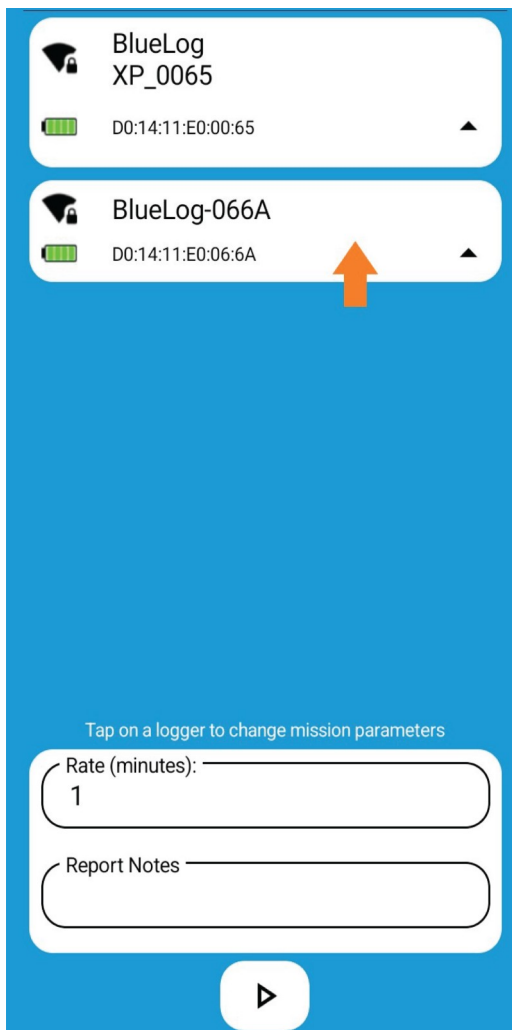 BlueLog
XP_0065
D0:14:11:E0:00:65
BlueLog-066A
D0:14:11:E0:06:6A
Tap on a logger to change mission parameters
Rate (minutes):
1
Report Notes